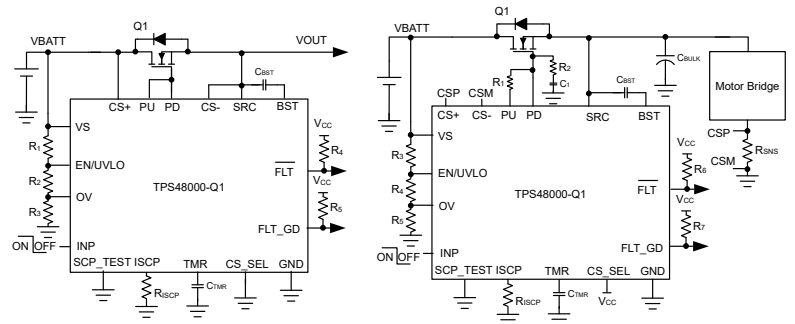 Q1
VBATT
VOUT
CBST
CS+ PU PD CS- SRC BST
VS
R1
EN/UVLO
R2
OV
R3
TPS48000-Q1
VCC
R4
FLT
VCC
R5
FLT_GD
ON OFF INP
SCP_TEST ISCP TMR CS_SEL GND
RISCP
CTMR
Q1
VBATT
R1
R2
C1
CBULK
CBST
Motor Bridge
CSP CSM
CS+ CS- PU PD SRC BST
CSP
RSNS
CSM
VS
R3
EN/UVLO
R4
OV
R5
TPS48000-Q1
VCC
R6
FLT
VCC
R7
FLT_GD
ON OFF INP
SCP_TEST ISCP TMR CS_SEL GND
RISCP
CTMR
VCC